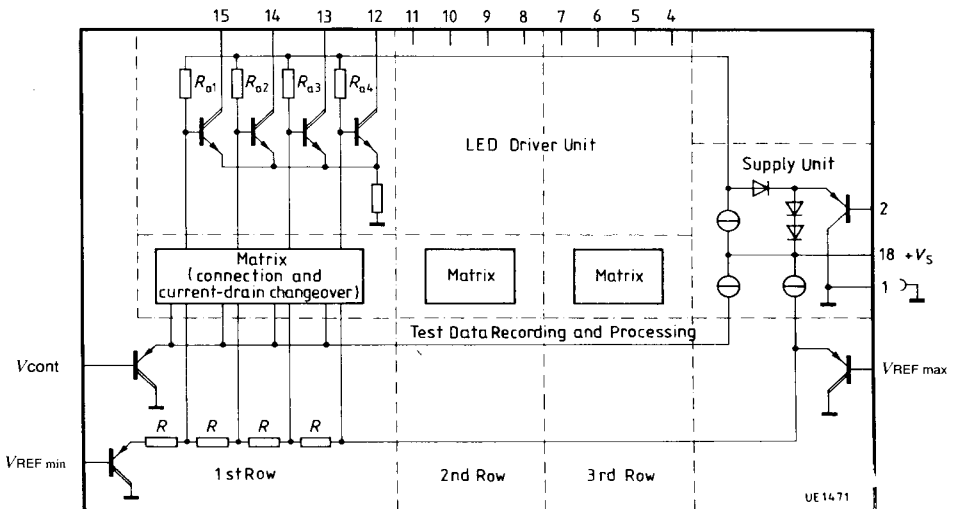 15 14 13 12 11 10 9 8 7 6 5 4
Ra1 Ra2 Ra3 Ra4
LED Driver Unit
Supply Unit
2
18 +VS
1
Matrix
(connection and
current-drain changeover)
Matrix
Matrix
Test Data Recording and Processing
Vcont
VREF max
R R R R
VREF min
1st Row
2nd Row
3rd Row
UE1471